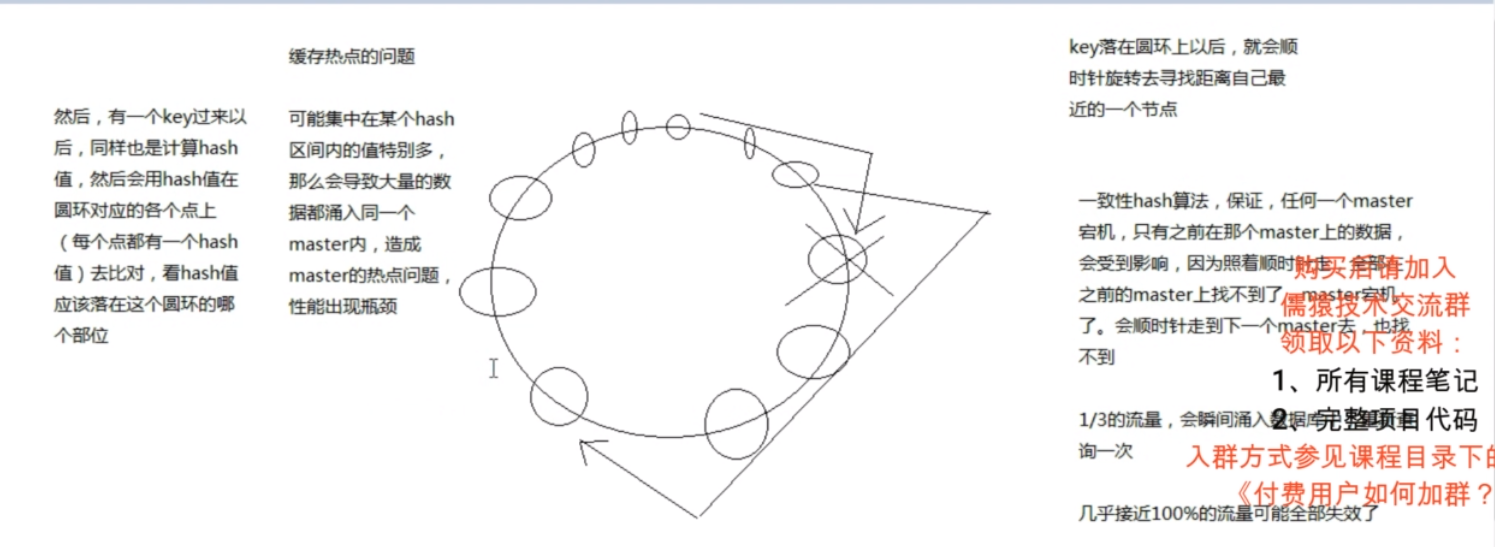 缓存热点的问题
然后，有一个key过来以
后，同样也是计算hash
值，然后会用hash值在
圆环对应的各个点上
（每个点都有一个hash
值）去比对，看hash值
应该落在这个圆环的哪
个部位
可能集中在某个hash
区间内的值特别多，
那么会导致大量的数
据都涌入同一个
master内，造成
master的热点问题，
性能出现瓶颈
key落在圆环上以后，就会顺
时针旋转去寻找距离自己最
近的一个节点
一致性hash算法，保证，任何一个master
宕机，只有之前在那个master上的数据，
会受到影响，因为照着顺时针走，全部在
之前的master上找不到了，master宕机
了。会顺时针走到下一个master去，也找
不到
1/3的流量，会瞬间涌入数据库
询一次
几乎接近100%的流量可能全部失效了
购买后请加入
儒猿技术交流群
领取以下资料：
1、所有课程笔记
2、完整项目代码
入群方式参见课程目录下的
《付费用户如何加群？